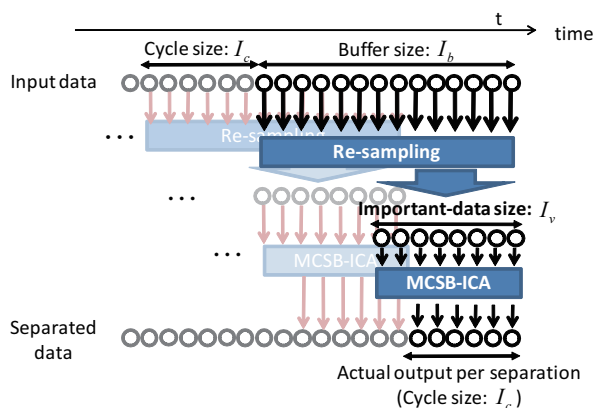 t
time
Cycle size: I_c
Buffer size: I_b
Input data
Re-sampling
...
Re-sampling
...
Important-data size: I_v
...
MCSB-ICA
MCSB-ICA
Separated
data
Actual output per separation
(Cycle size: I_c)